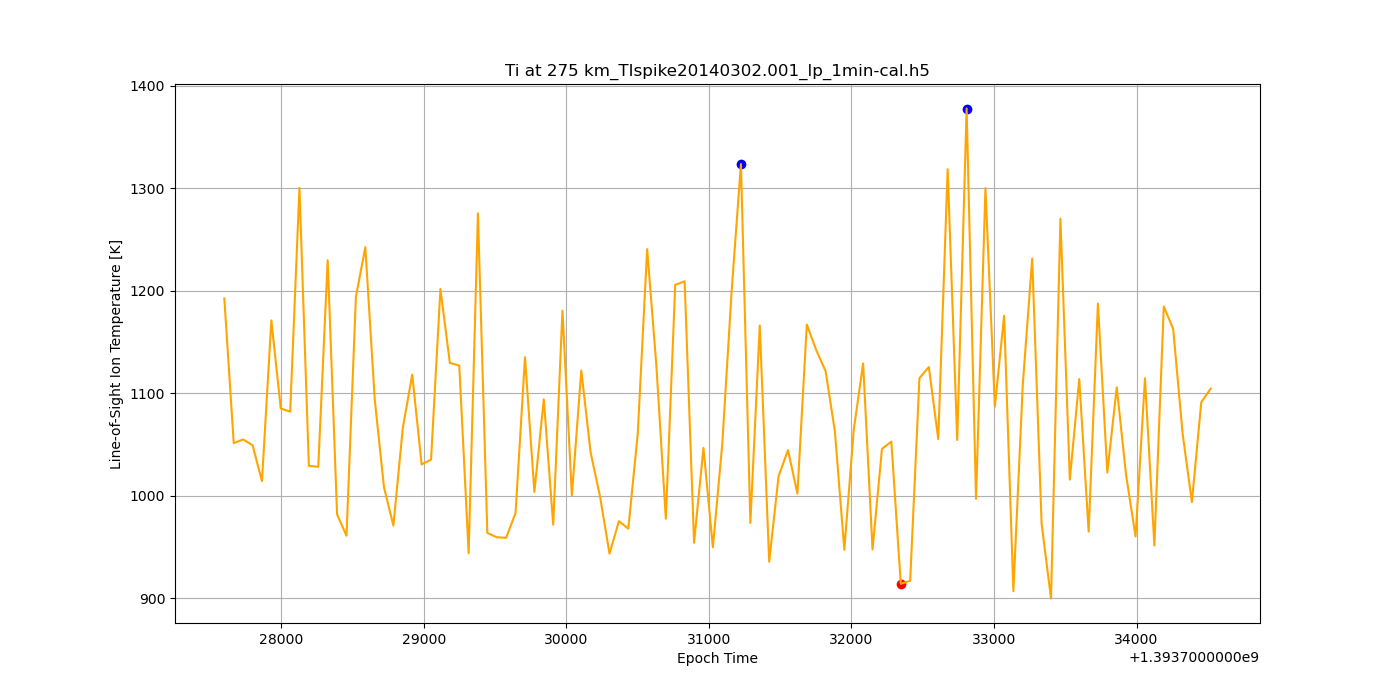 Ti at 275 km_TIspike20140302.001_lp_1min-cal.h5
Line-of-Sight Ion Temperature [K]
1400
1300
1200
1100
1000
900
28000 29000 30000 31000 32000 33000 34000
Epoch Time
+1.3937000000e9